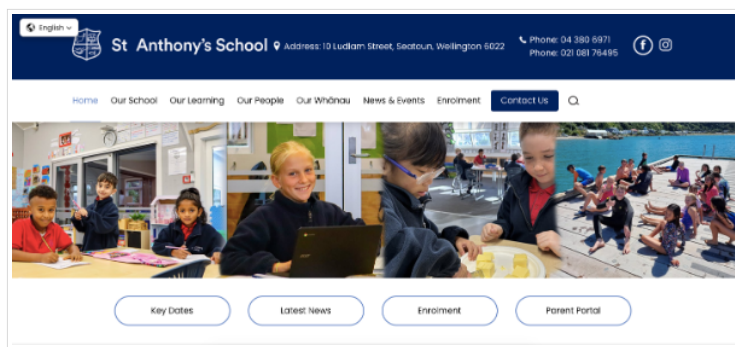 English
St Anthony's School
Address: 10 Ludlam Street, Seatoun, Wellington 6022
Phone: 04 380 6971
Phone: 021 081 76495
Home Our School Our Learning Our People Our Whānau News & Events Enrolment Contact Us
Key Dates Latest News Enrolment Parent Portal